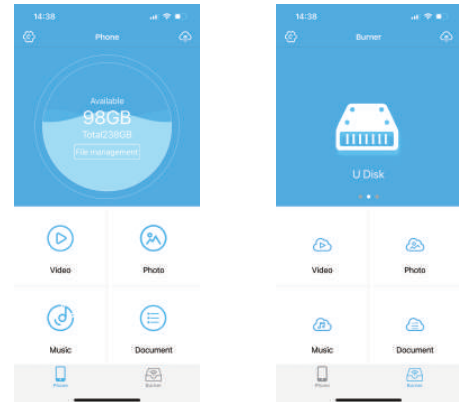 14:38
Phone
Available
98GB
Total239GB
File management
Video
Photo
Music
Document
Phone
Burner
14:38
Burner
U Disk
Video
Photo
Music
Document
Phone
Burner